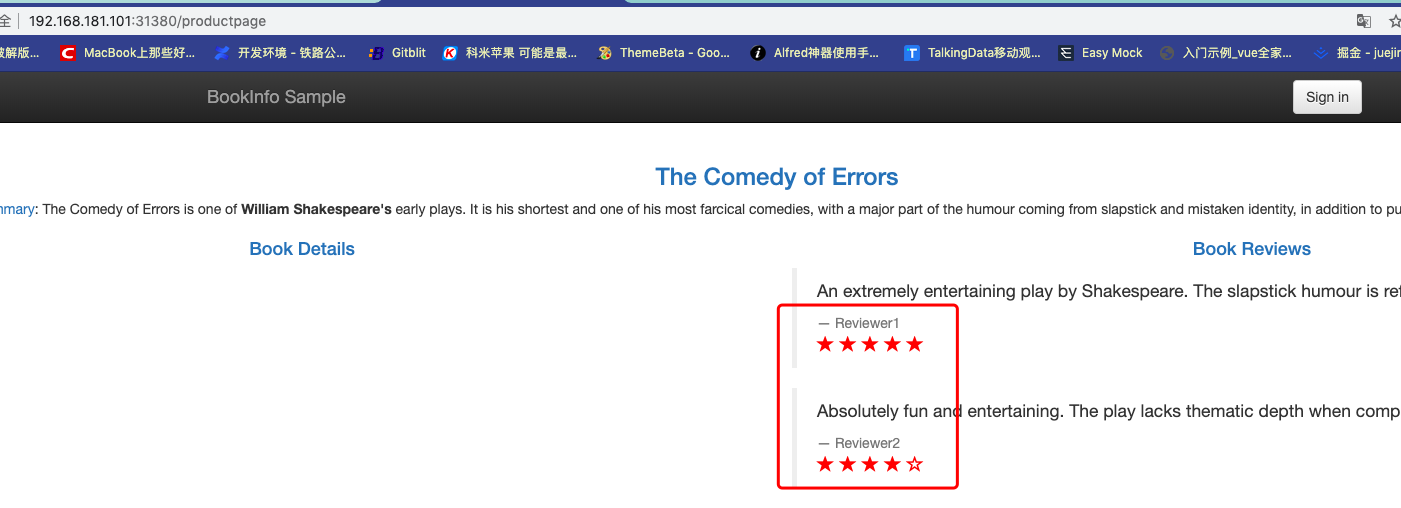 全 192.168.181.101:31380/productpage
破解版... MacBook上那些好... 开发环境 - 铁路公... Gitblit 科米苹果 可能是最... ThemeBeta - Goo... Alfred神器使用手... TalkingData移动观... Easy Mock 入门示例_vue全家... 掘金 - juejin
BookInfo Sample Sign in
The Comedy of Errors
mmary: The Comedy of Errors is one of William Shakespeare's early plays. It is his shortest and one of his most farcical comedies, with a major part of the humour coming from slapstick and mistaken identity, in addition to pu
Book Details Book Reviews
An extremely entertaining play by Shakespeare. The slapstick humour is ref
— Reviewer1
★★★★★
Absolutely fun and entertaining. The play lacks thematic depth when comp
— Reviewer2
★★★★☆